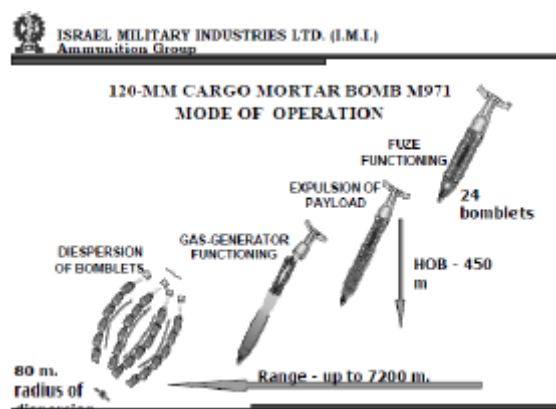 ISRAEL MILITARY INDUSTRIES LTD. (I.M.I.)
Ammunition Group
120-MM CARGO MORTAR BOMB M971
MODE OF OPERATION
FUZE
FUNCTIONING
EXPULSION OF
PAYLOAD
24
bomblets
GAS-GENERATOR
FUNCTIONING
DIESPERSION
OF BOMBLETS
HOB - 450
m
Range - up to 7200 m.
80 m.
radius of
dispersion